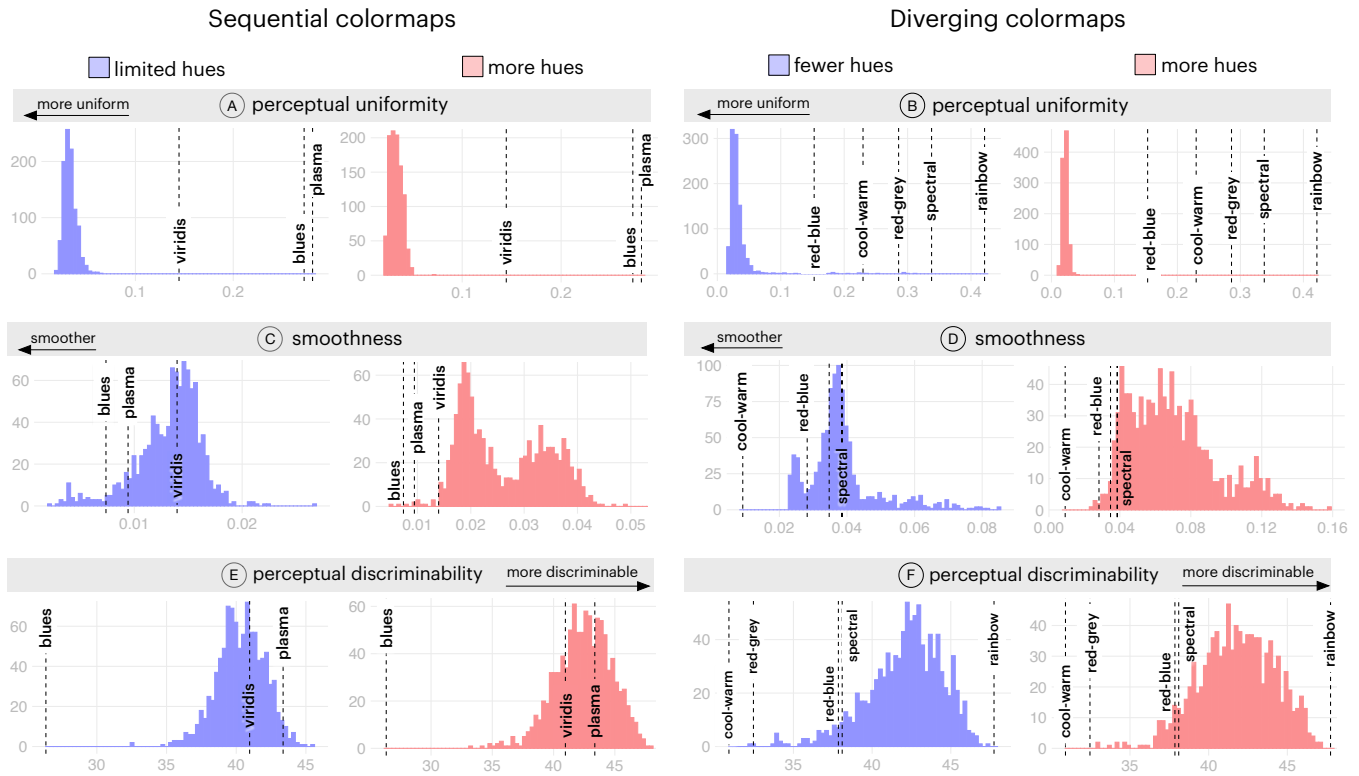 Sequential colormaps
Diverging colormaps
limited hues
more hues
fewer hues
more hues
more uniform
A perceptual uniformity
more uniform
B perceptual uniformity
200
100
0
0.1
0.2
viridis
blues
plasma
200
150
100
50
0
0.1
0.2
viridis
blues
plasma
300
200
100
0
0.0
0.1
0.2
0.3
0.4
red-blue
cool-warm
red-grey
spectral
rainbow
400
300
200
100
0
0.0
0.1
0.2
0.3
0.4
red-blue
cool-warm
red-grey
spectral
rainbow
smoother
C smoothness
smoother
D smoothness
60
40
20
0
0.01
0.02
blues
plasma
viridis
60
40
20
0
0.01
0.02
0.03
0.04
0.05
blues
plasma
viridis
100
75
50
25
0
0.02
0.04
0.06
0.08
cool-warm
red-blue
spectral
40
30
20
10
0
0.00
0.04
0.08
0.12
0.16
cool-warm
red-blue
spectral
E perceptual discriminability
more discriminable
F perceptual discriminability
more discriminable
60
40
20
0
30
35
40
45
blues
viridis
plasma
60
40
20
0
30
35
40
45
blues
viridis
plasma
40
20
0
35
40
45
cool-warm
red-grey
red-blue
spectral
rainbow
40
30
20
10
0
35
40
45
cool-warm
red-grey
red-blue
spectral
rainbow